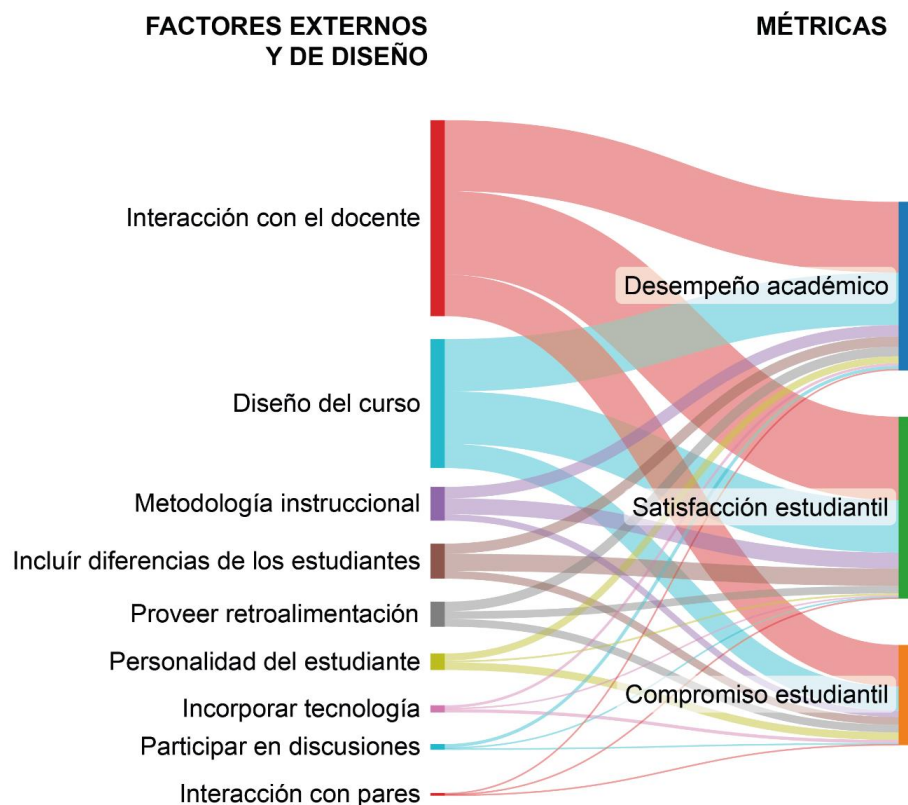 FACTORES EXTERNOS
Y DE DISEÑO
MÉTRICAS
Interacción con el docente
Desempeño académico
Diseño del curso
Metodología instruccional
Satisfacción estudiantil
Incluír diferencias de los estudiantes
Proveer retroalimentación
Personalidad del estudiante
Compromiso estudiantil
Incorporar tecnología
Participar en discusiones
Interacción con pares